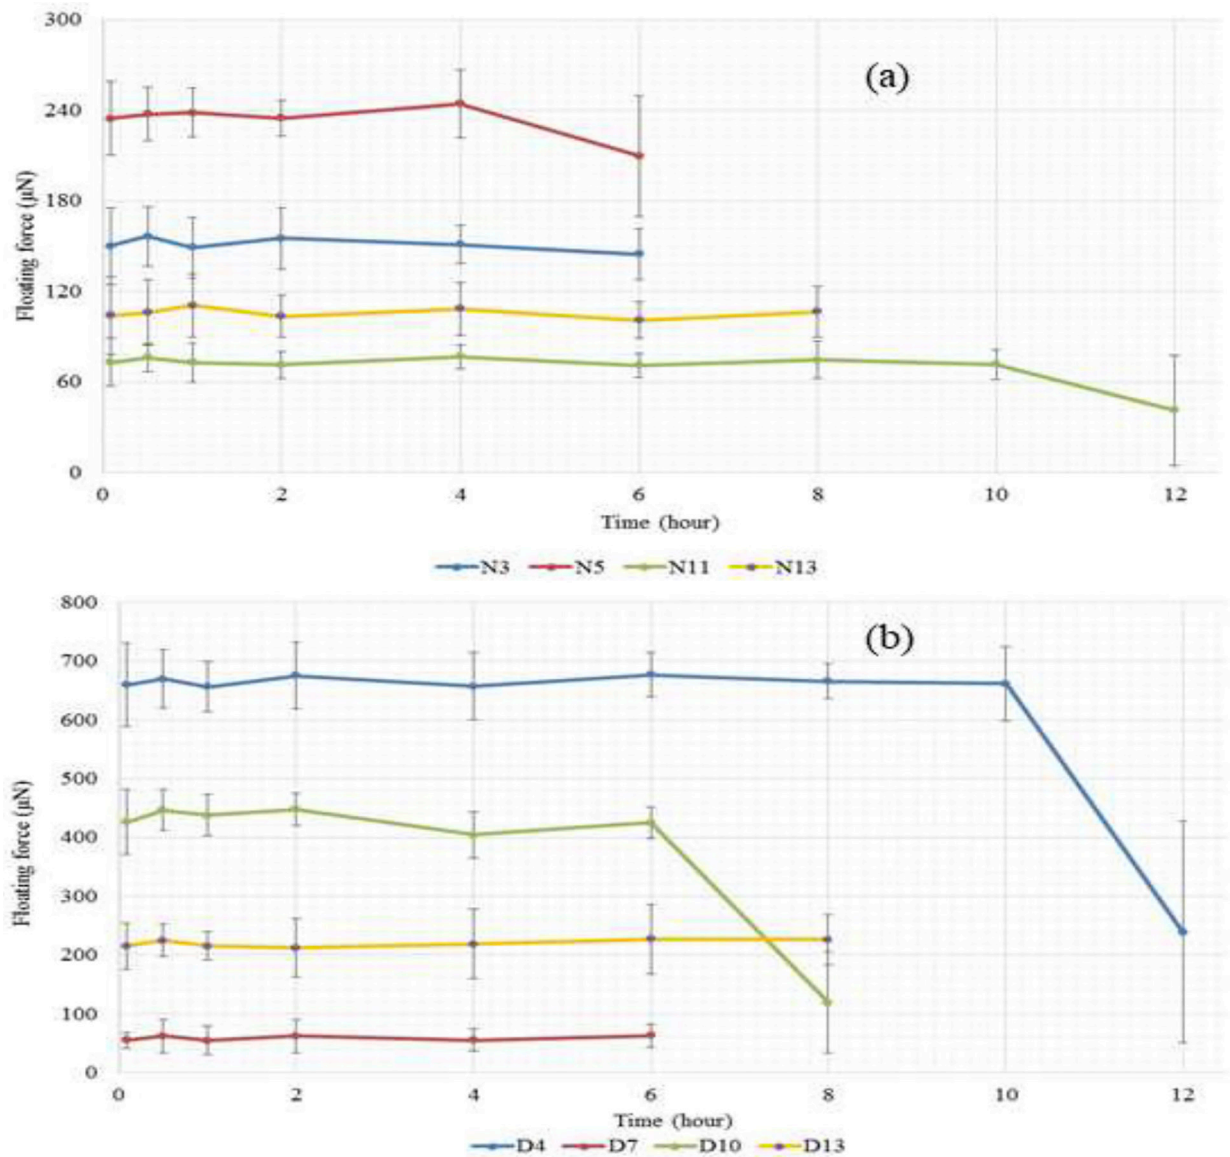 300
(a)
240
180
120
60
0
Floating force (µN)
0 2 4 6 8 10 12
Time (hour)
N3 N5 N11 N13
800
(b)
700
600
500
400
300
200
100
0
Floating force (µN)
0 2 4 6 8 10 12
Time (hour)
D4 D7 D10 D13